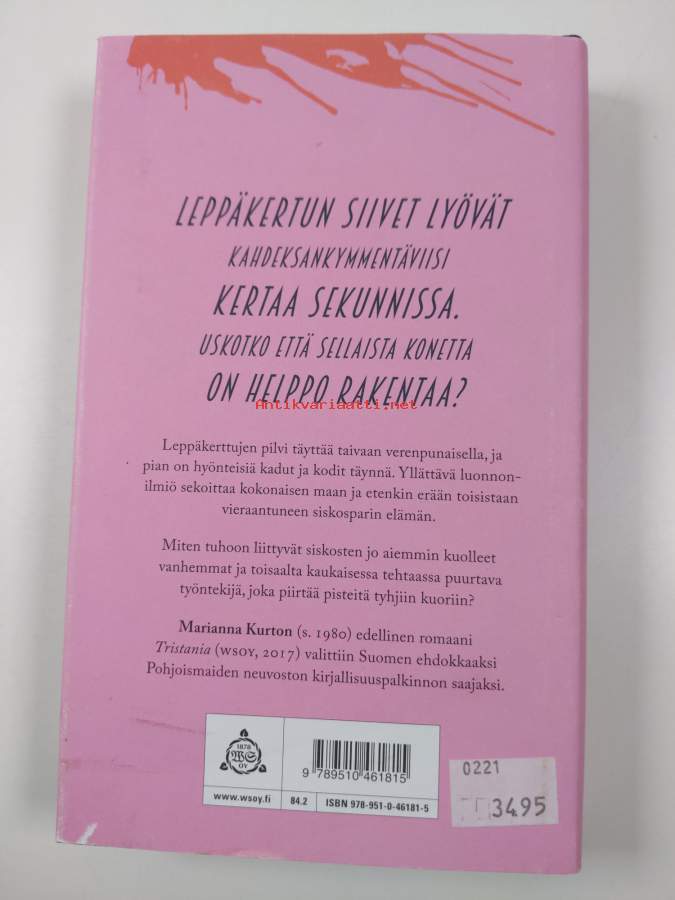 LEPPÄKERTUN SIIVET LYÖVÄT
KAHDEKSANKYMMENTÄVIISI
KERTAA SEKUNNISSA.
USKOTKO ETTÄ SELLAISTA KONETTA
ON HELPPO RAKENTAA?
Antikvariaatti.net
Leppäkerttujen pilvi täyttää taivaan verenpunaisella, ja
pian on hyönteisiä kadut ja kodit täynnä. Yllättävä luonnon-
ilmiö sekoittaa kokonaisen maan ja etenkin erään toisistaan
vieraantuneen siskosparin elämän.
Miten tuhoon liittyvät siskosten jo aiemmin kuolleet
vanhemmat ja toisaalta kaukaisessa tehtaassa puurtava
työntekijä, joka piirtää pisteitä tyhjiin kuoriin?
Marianna Kurton (s. 1980) edellinen romaani
Tristania (WSOY, 2017) valittiin Suomen ehdokkaaksi
Pohjoismaiden neuvoston kirjallisuuspalkinnon saajaksi.
1878
WS
OY
9 789510 461815
www.wsoy.fi 84.2 ISBN 978-951-0-46181-5
0221
3495